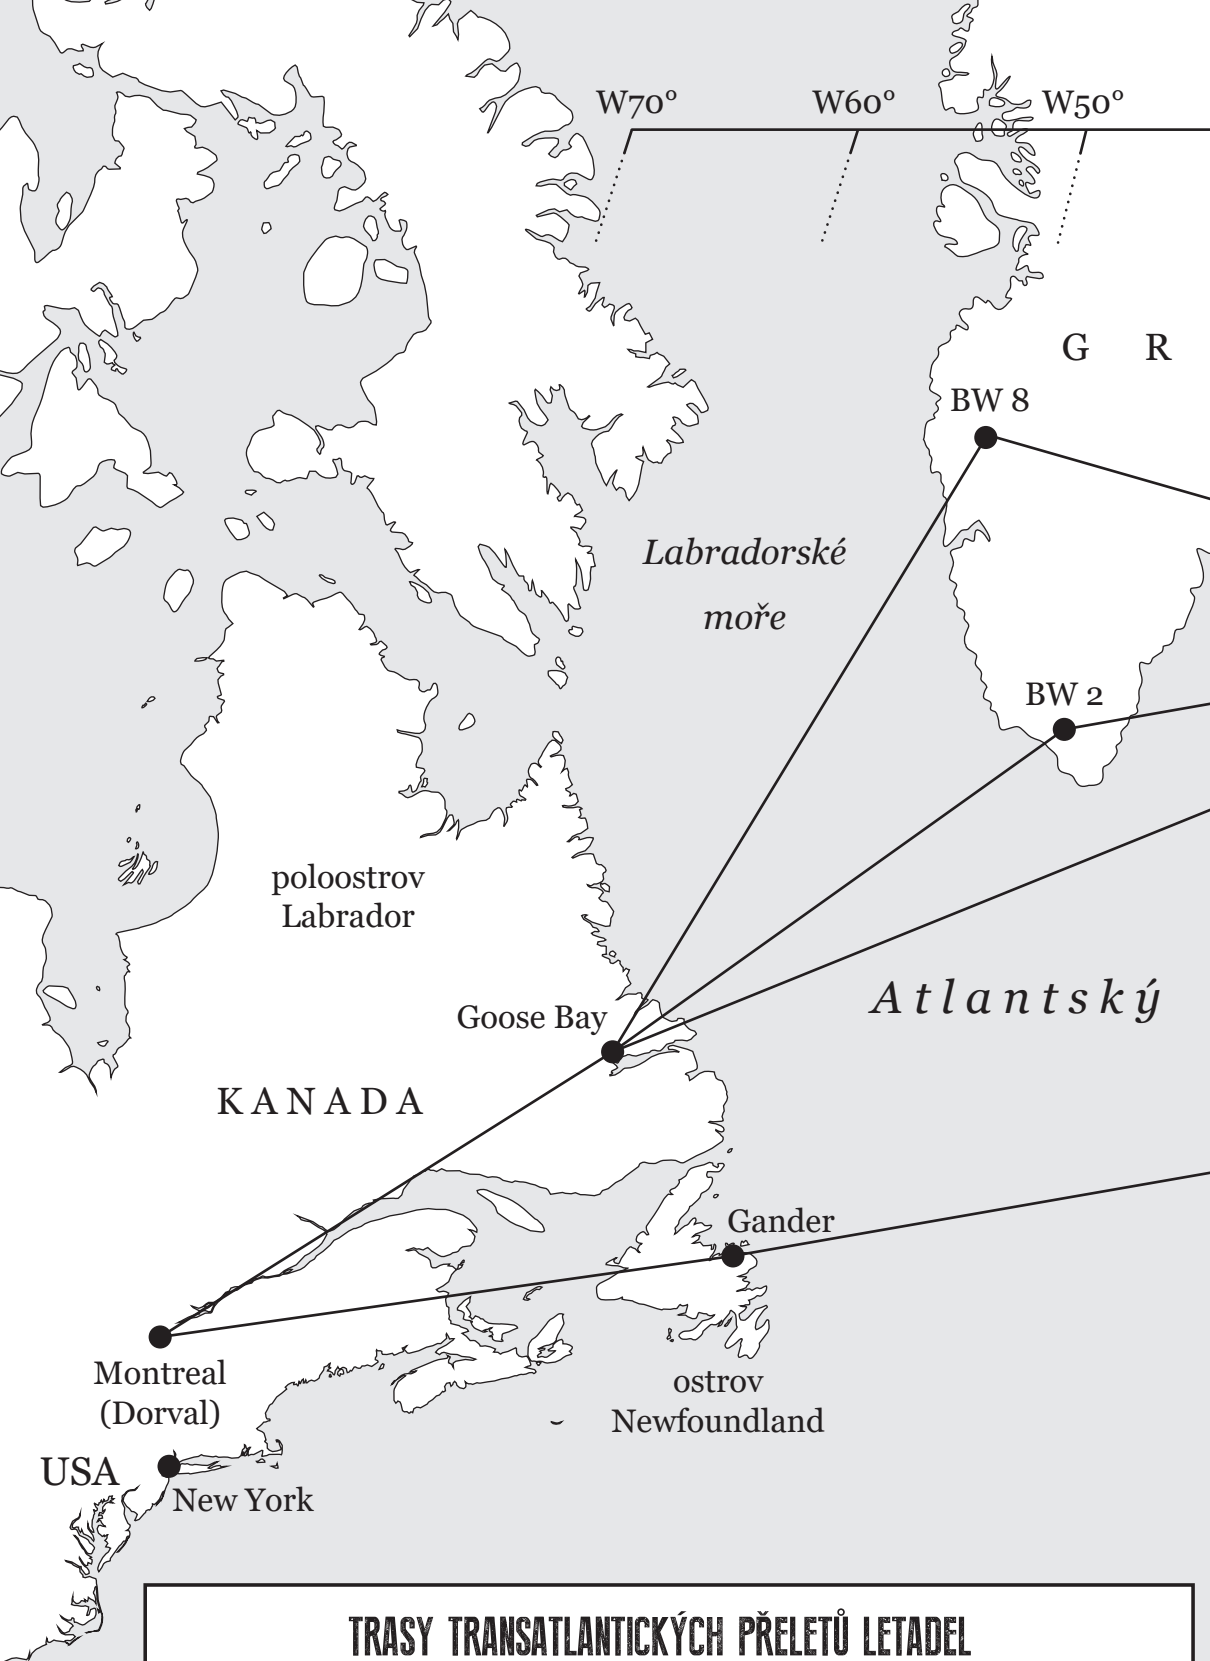 W70° W60° W50°
G R
BW 8
Labradorské
moře
BW 2
poloostrov
Labrador
Atlantský
Goose Bay
KANADA
Gander
Montreal
(Dorval)
ostrov
Newfoundland
USA
New York
TRASY TRANSATLANTICKÝCH PŘELETŮ LETADEL